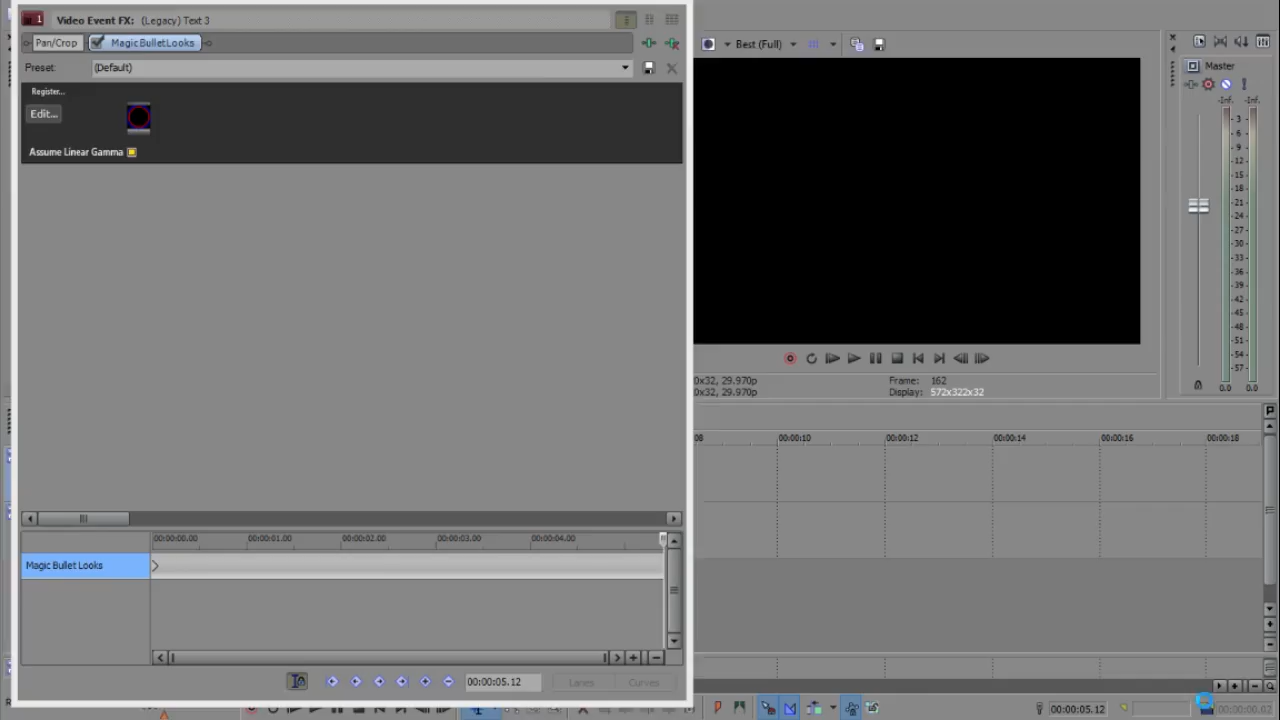 1 Video Event FX: (Legacy) Text 3
Pan/Crop MagicBulletLooks
Preset: (Default)
Register...
Edit...
Assume Linear Gamma
00:00:00.00 00:00:01.00 00:00:02.00 00:00:03.00 00:00:04.00
Magic Bullet Looks
00:00:05.12 Lanes Curves
Best (Full)
0x32, 29.970p Frame: 162
0x32, 29.970p Display: 572x322x32
Master
-Inf. -Inf.
- 3 -
- 6 -
- 9 -
-12-
-15-
-18-
-21-
-24-
-27-
-30-
-33-
-36-
-39-
-42-
-45-
-48-
-51-
-54-
-57-
0.0 0.0
08 00:00:10 00:00:12 00:00:14 00:00:16 00:00:18
00:00:05.12 00:00:00.02